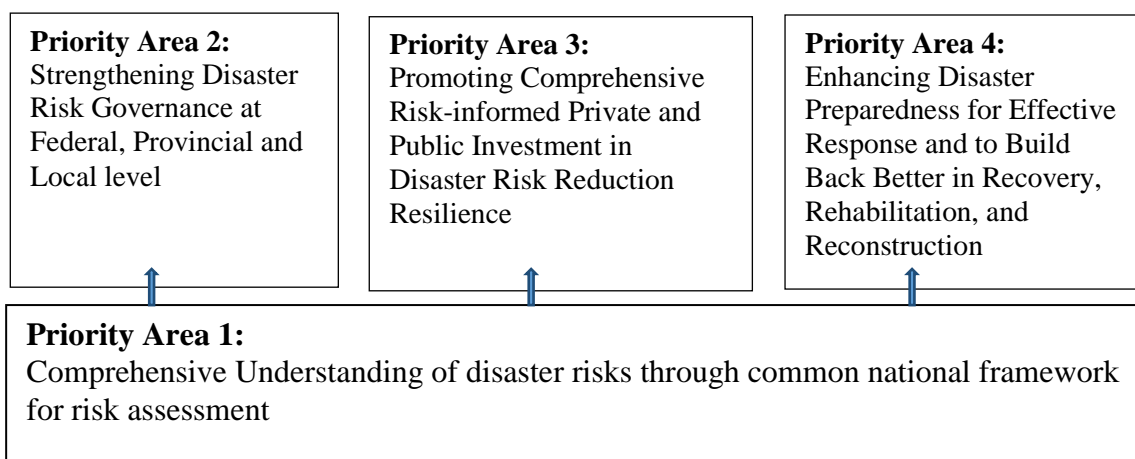 Priority Area 2:
Strengthening Disaster
Risk Governance at
Federal, Provincial and
Local level
Priority Area 3:
Promoting Comprehensive
Risk-informed Private and
Public Investment in
Disaster Risk Reduction
Resilience
Priority Area 4:
Enhancing Disaster
Preparedness for Effective
Response and to Build
Back Better in Recovery,
Rehabilitation, and
Reconstruction
Priority Area 1:
Comprehensive Understanding of disaster risks through common national framework
for risk assessment